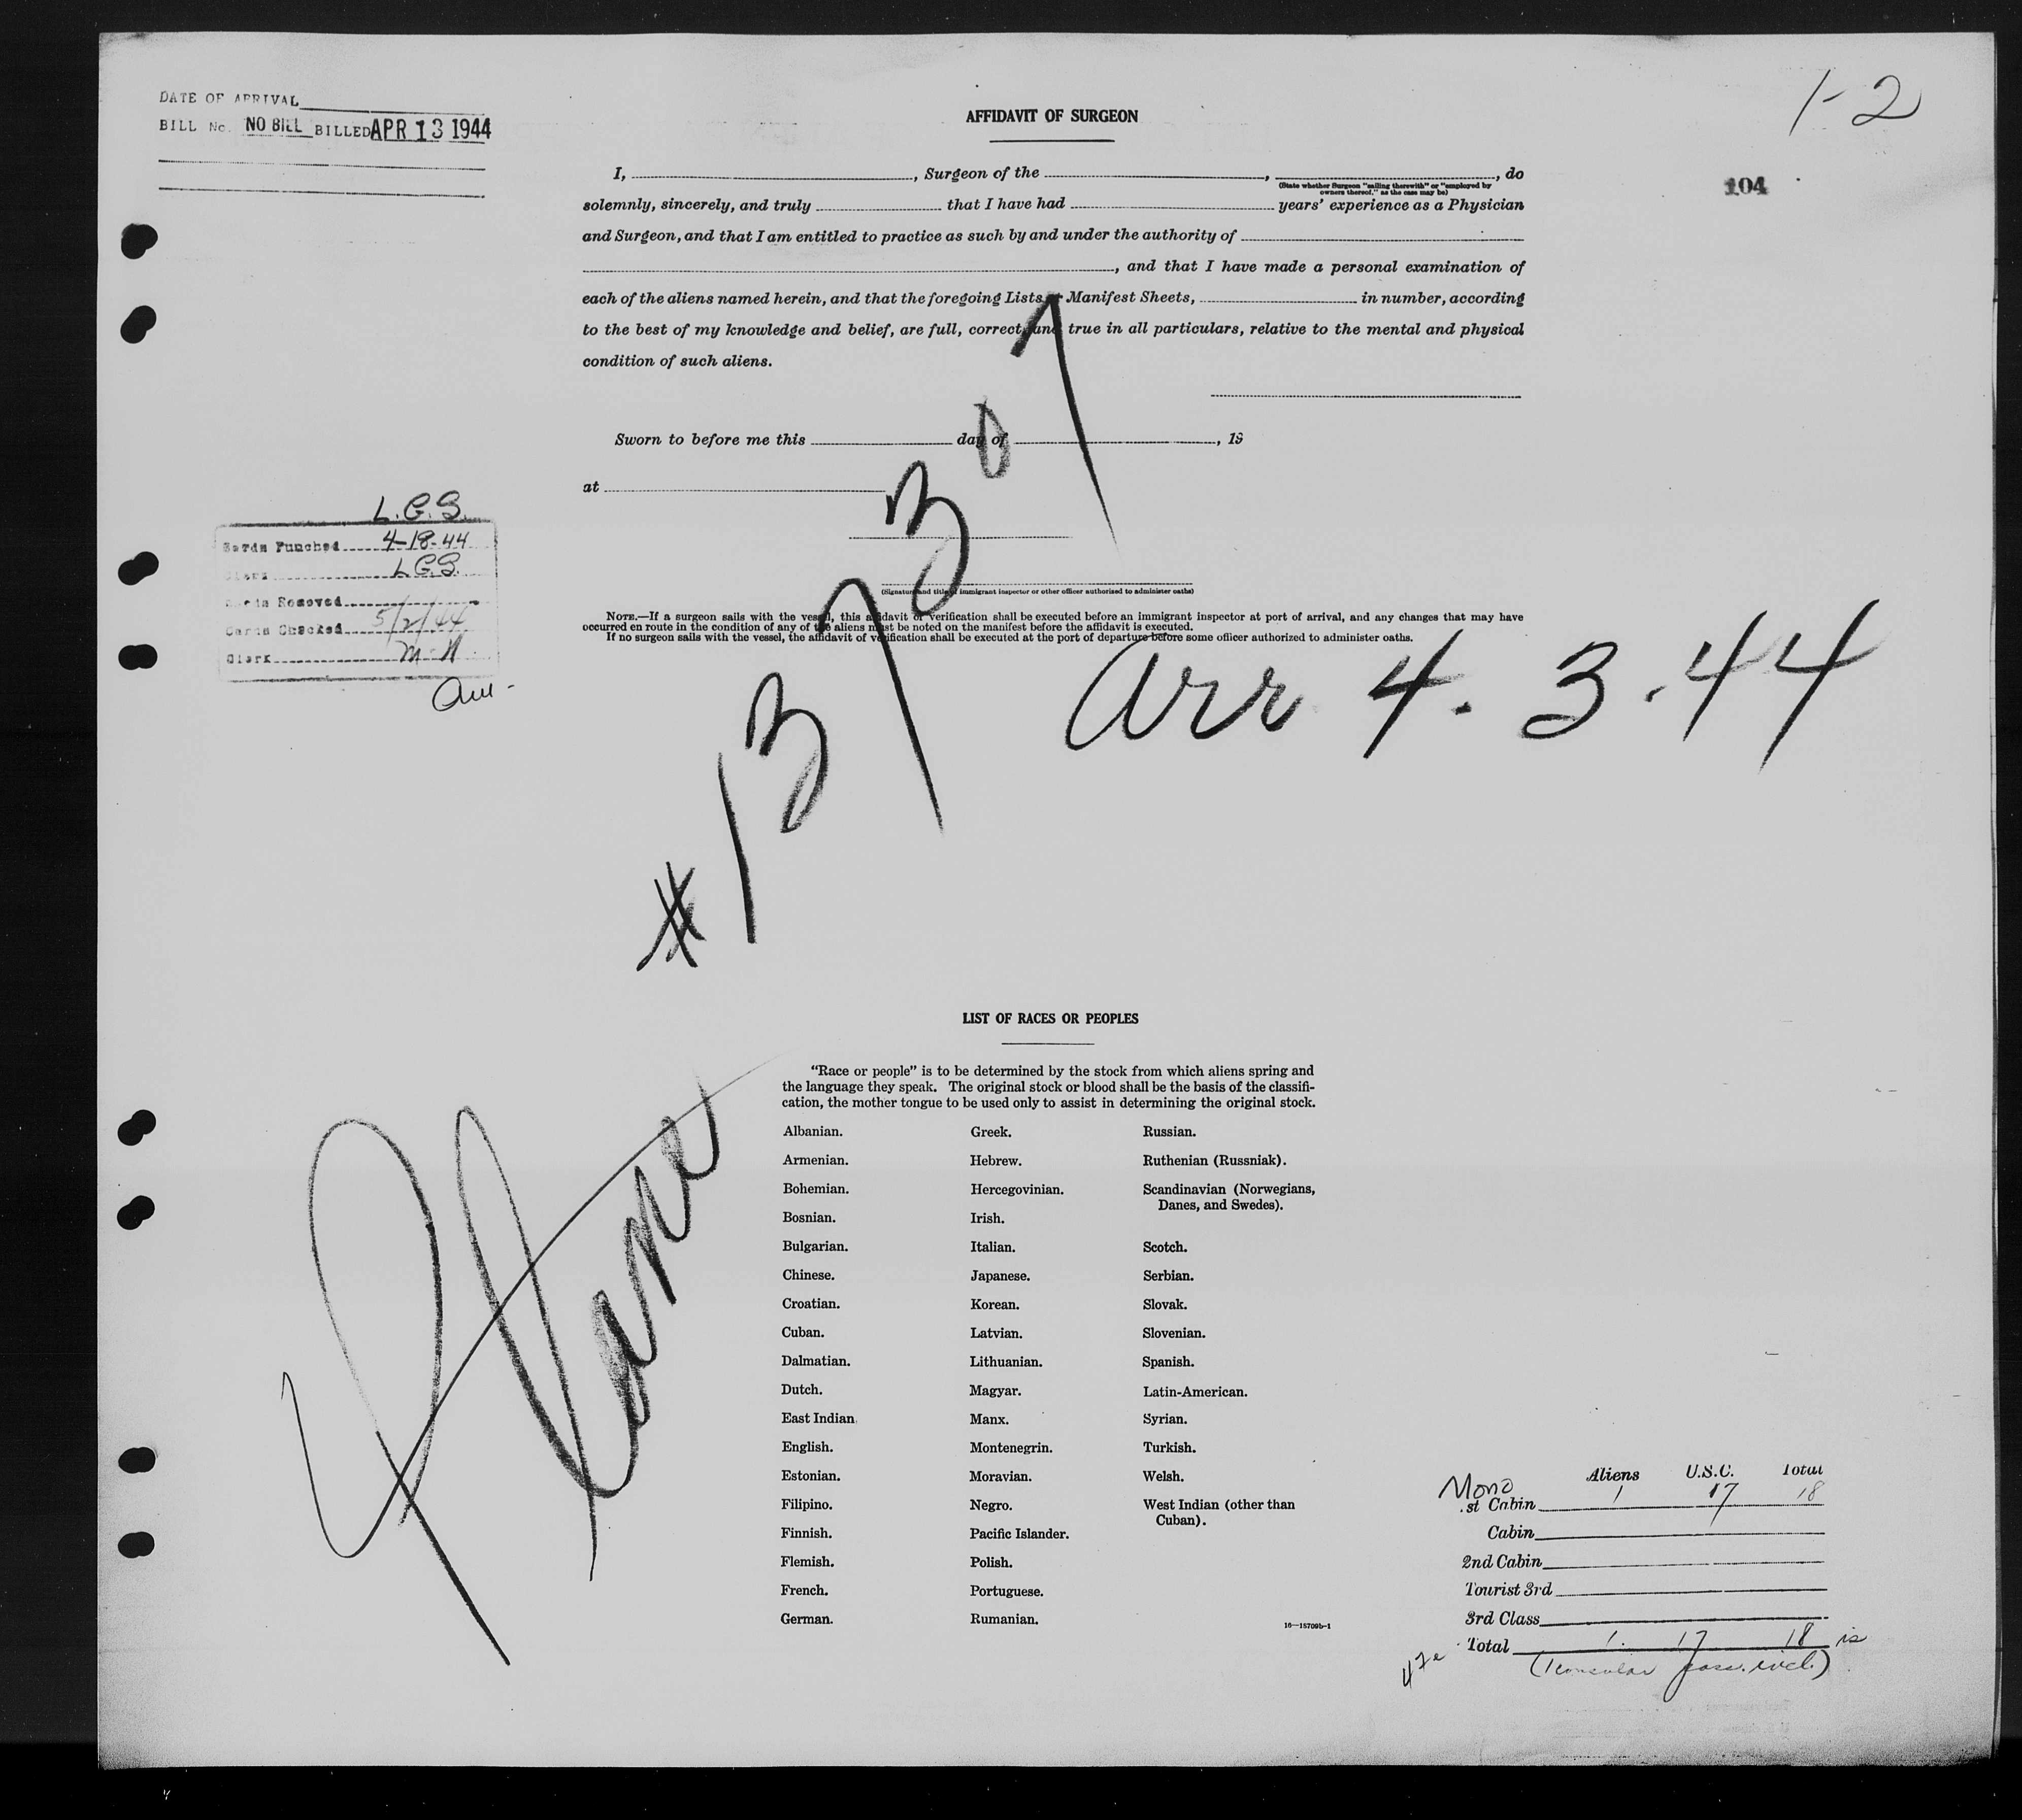 DATE OF ARRIVAL
BILL No. NO BILL BILLED APR 13 1944
1-2
104
AFFIDAVIT OF SURGEON
I, , Surgeon of the , , do
(State whether Surgeon "sailing therewith" or "employed by
owners thereof," as the case may be)
solemnly, sincerely, and truly that I have had years' experience as a Physician
and Surgeon, and that I am entitled to practice as such by and under the authority of
, and that I have made a personal examination of
each of the aliens named herein, and that the foregoing Lists or Manifest Sheets, in number, according
to the best of my knowledge and belief, are full, correct, and true in all particulars, relative to the mental and physical
condition of such aliens.
Sworn to before me this day of , 19
at
(Signature and title of immigrant inspector or other officer authorized to administer oaths)
NOTE.—If a surgeon sails with the vessel, this affidavit or verification shall be executed before an immigrant inspector at port of arrival, and any changes that may have
occurred en route in the condition of any of the aliens must be noted on the manifest before the affidavit is executed.
If no surgeon sails with the vessel, the affidavit of verification shall be executed at the port of departure before some officer authorized to administer oaths.
L.G.S.
Cards Punched 4-18-44
Clerk L.G.S.
Cards Removed
Cards Checked 5/2/44
Clerk
#137307
Arr 4.3.44
Plane
LIST OF RACES OR PEOPLES
"Race or people" is to be determined by the stock from which aliens spring and
the language they speak. The original stock or blood shall be the basis of the classifi-
cation, the mother tongue to be used only to assist in determining the original stock.
Albanian. Greek. Russian.
Armenian. Hebrew. Ruthenian (Russniak).
Bohemian. Hercegovinian. Scandinavian (Norwegians,
Danes, and Swedes).
Bosnian. Irish.
Bulgarian. Italian. Scotch.
Chinese. Japanese. Serbian.
Croatian. Korean. Slovak.
Cuban. Latvian. Slovenian.
Dalmatian. Lithuanian. Spanish.
Dutch. Magyar. Latin-American.
East Indian. Manx. Syrian.
English. Montenegrin. Turkish.
Estonian. Moravian. Welsh.
Filipino. Negro. West Indian (other than
Cuban).
Finnish. Pacific Islander.
Flemish. Polish.
French. Portuguese.
German. Rumanian.
16—15709b-1
Aliens U.S.C. Total
Mono
st Cabin 1 17 18
Cabin
2nd Cabin
Tourist 3rd
3rd Class
Total 1 17 18
pass. incl.)